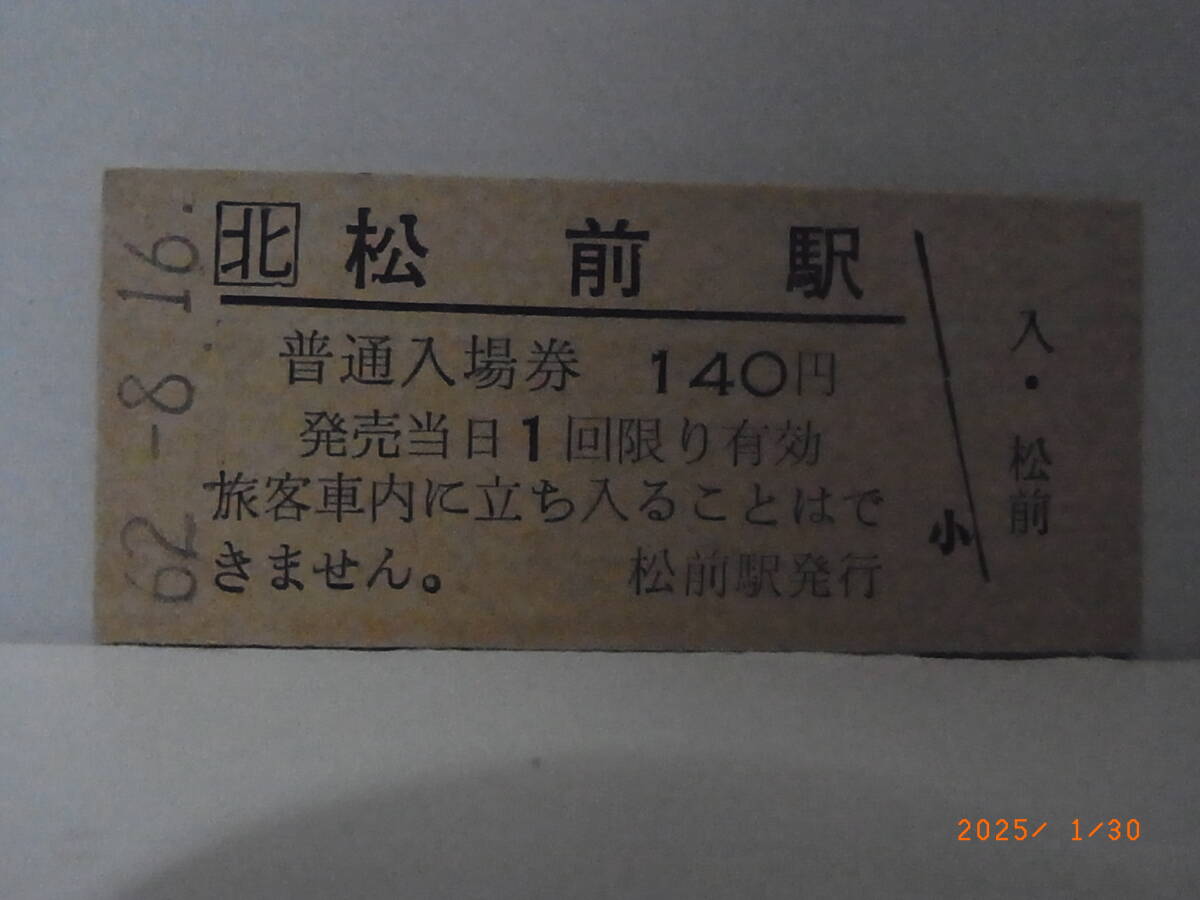 北 松前駅
普通入場券 140円
発売当日1回限り有効
旅客車内に立ち入ることはで
きません。 松前駅発行
小
入・松前
62-8.16.
2025/ 1/30